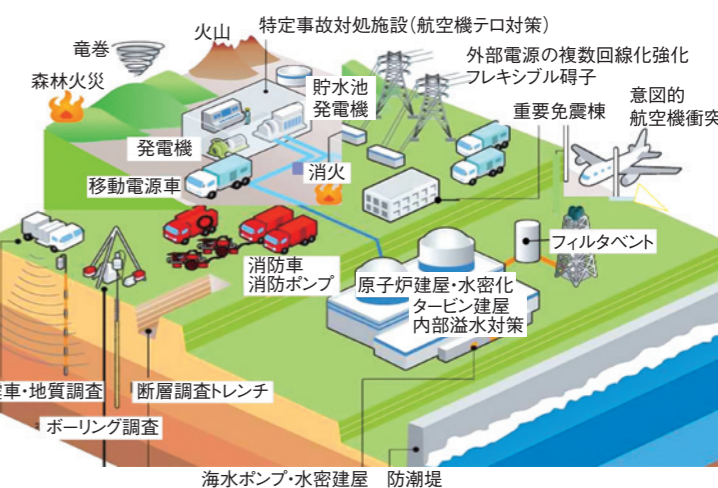 火山
特定事故対処施設(航空機テロ対策)
竜巻
森林火災
貯水池
発電機
外部電源の複数回線化強化
フレキシブル碍子
重要免震棟
意図的
航空機衝突
発電機
移動電源車
消火
消防車
消防ポンプ
フィルタベント
原子炉建屋・水密化
タービン建屋
内部溢水対策
車・地質調査
断層調査トレンチ
ボーリング調査
海水ポンプ・水密建屋
防潮堤